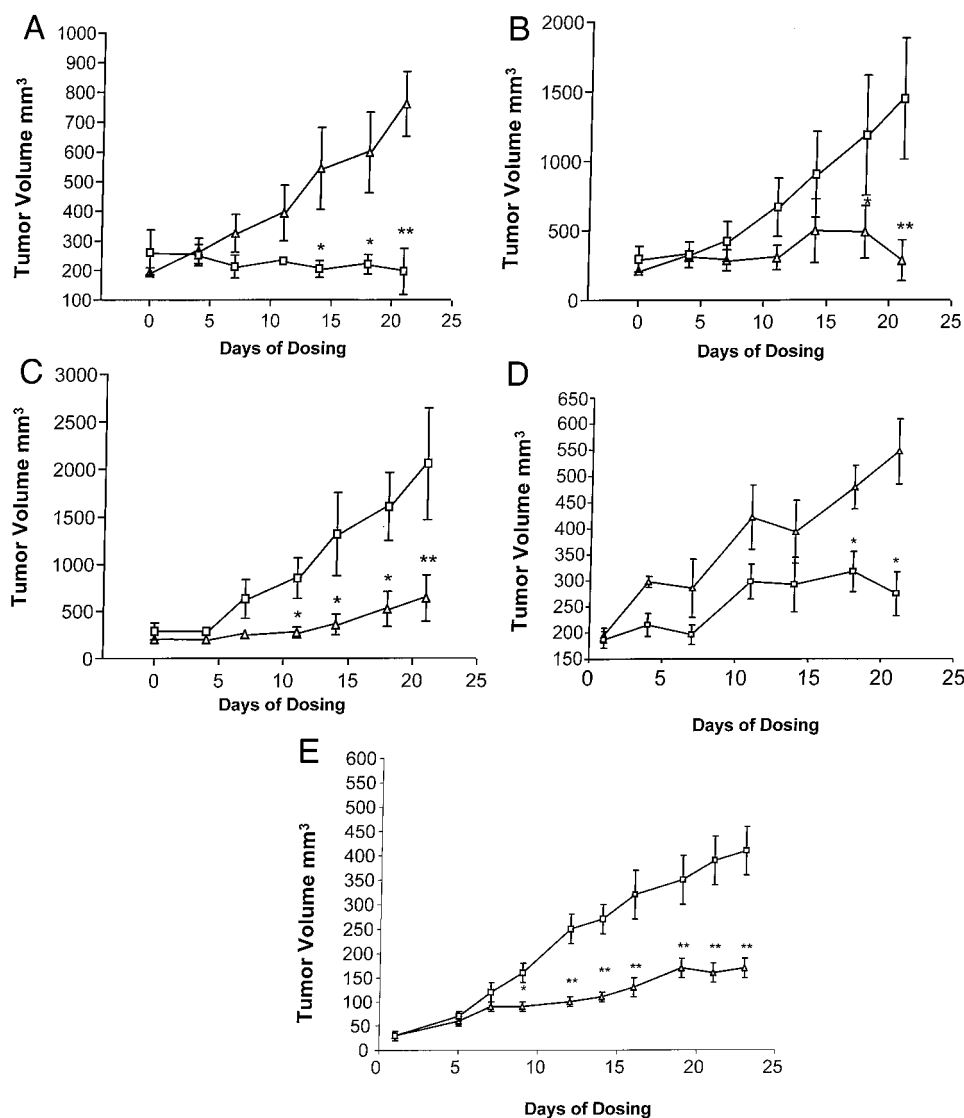 A
Tumor Volume mm³
1000
900
800
700
600
500
400
300
200
100
* * **
0 5 10 15 20 25
Days of Dosing
B
Tumor Volume mm³
2000
1500
1000
500
0
* **
0 5 10 15 20 25
Days of Dosing
C
Tumor Volume mm³
3000
2500
2000
1500
1000
500
0
* * * **
0 5 10 15 20 25
Days of Dosing
D
Tumor Volume mm³
650
600
550
500
450
400
350
300
250
200
150
* *
0 5 10 15 20 25
Days of Dosing
E
Tumor Volume mm³
600
550
500
450
400
350
300
250
200
150
100
50
0
* ** ** ** ** ** **
0 5 10 15 20 25
Days of Dosing